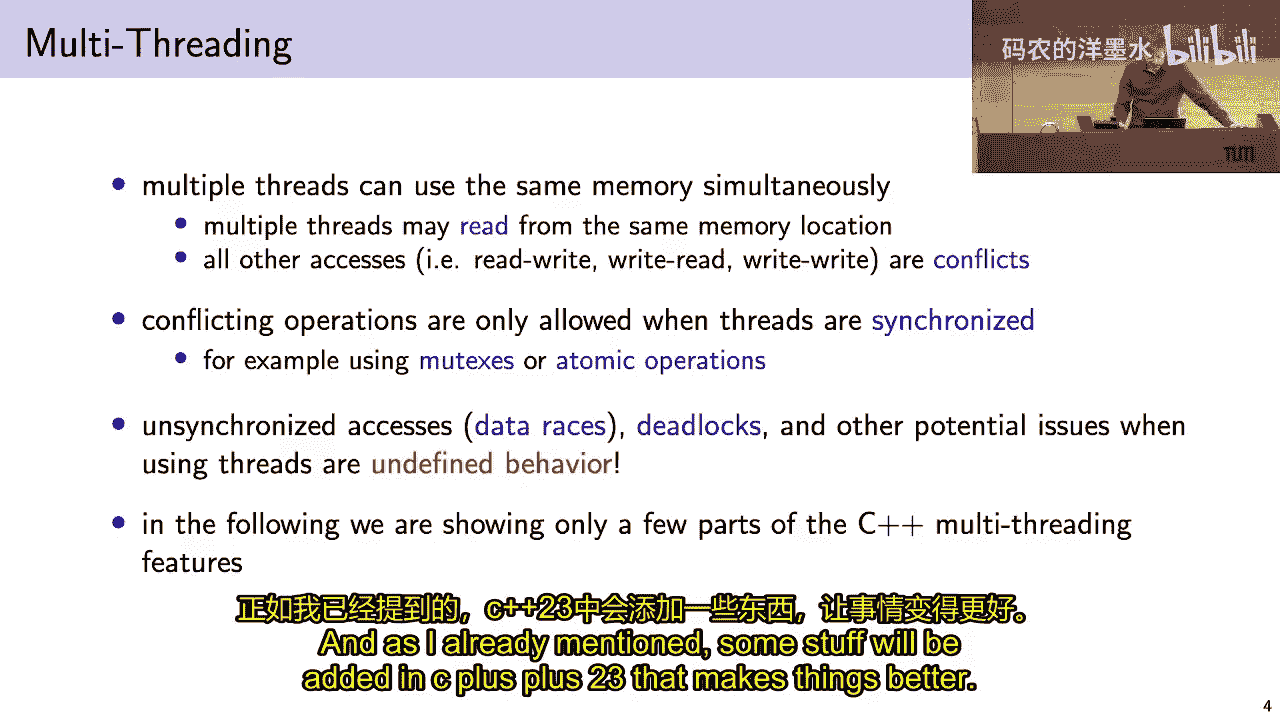 Multi-Threading
码农的洋墨水 bilibili
TUM
multiple threads can use the same memory simultaneously
multiple threads may read from the same memory location
all other accesses (i.e. read-write, write-read, write-write) are conflicts
conflicting operations are only allowed when threads are synchronized
for example using mutexes or atomic operations
unsynchronized accesses (data races), deadlocks, and other potential issues when
using threads are undefined behavior!
in the following we are showing only a few parts of the C++ multi-threading
features
正如我已经提到的，c++23中会添加一些东西，让事情变得更好。
And as I already mentioned, some stuff will be
added in c plus plus 23 that makes things better.
4